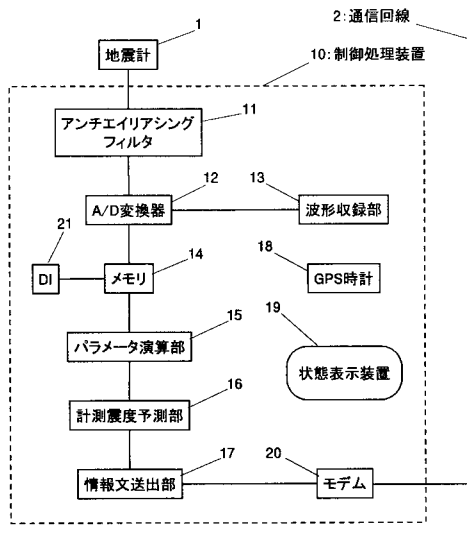 1
2:通信回線
地震計
10:制御処理装置
11
アンチエイリアシング
フィルタ
12
13
A/D変換器
波形収録部
21
14
18
DI
メモリ
GPS時計
15
19
パラメータ演算部
状態表示装置
16
計測震度予測部
17
20
情報文送出部
モデム